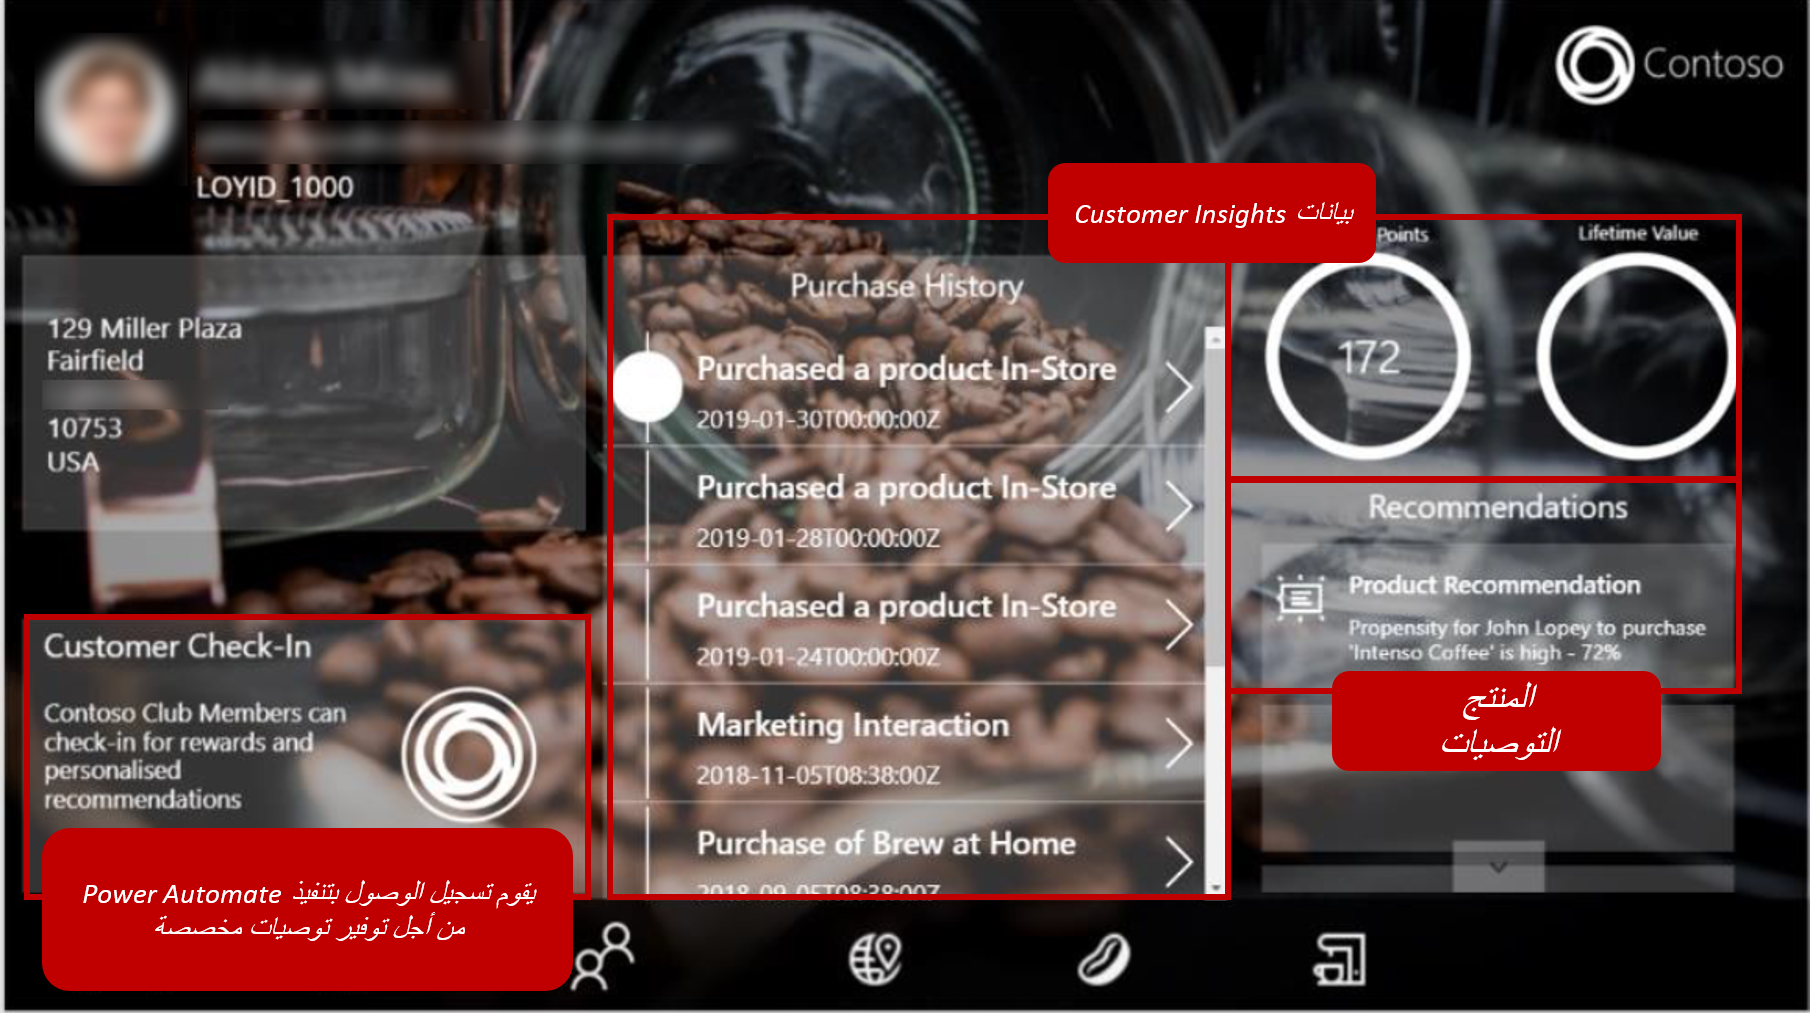 Contoso
LOYID_1000
129 Miller Plaza
Fairfield
10753
USA
Customer Check-In
Contoso Club Members can
check-in for rewards and
personalised
recommendations
يقوم تسجيل الوصول بتنفيذ Power Automate
من أجل توفير توصيات مخصصة
بيانات Customer Insights
Purchase History
Purchased a product In-Store
2019-01-30T00:00:00Z
Purchased a product In-Store
2019-01-28T00:00:00Z
Purchased a product In-Store
2019-01-24T00:00:00Z
Marketing Interaction
2018-11-05T08:38:00Z
Purchase of Brew at Home
2018-09-05T08:38:00Z
Points
172
Lifetime Value
Recommendations
Product Recommendation
Propensity for John Lopey to purchase
'Intenso Coffee' is high - 72%
المنتج
التوصيات